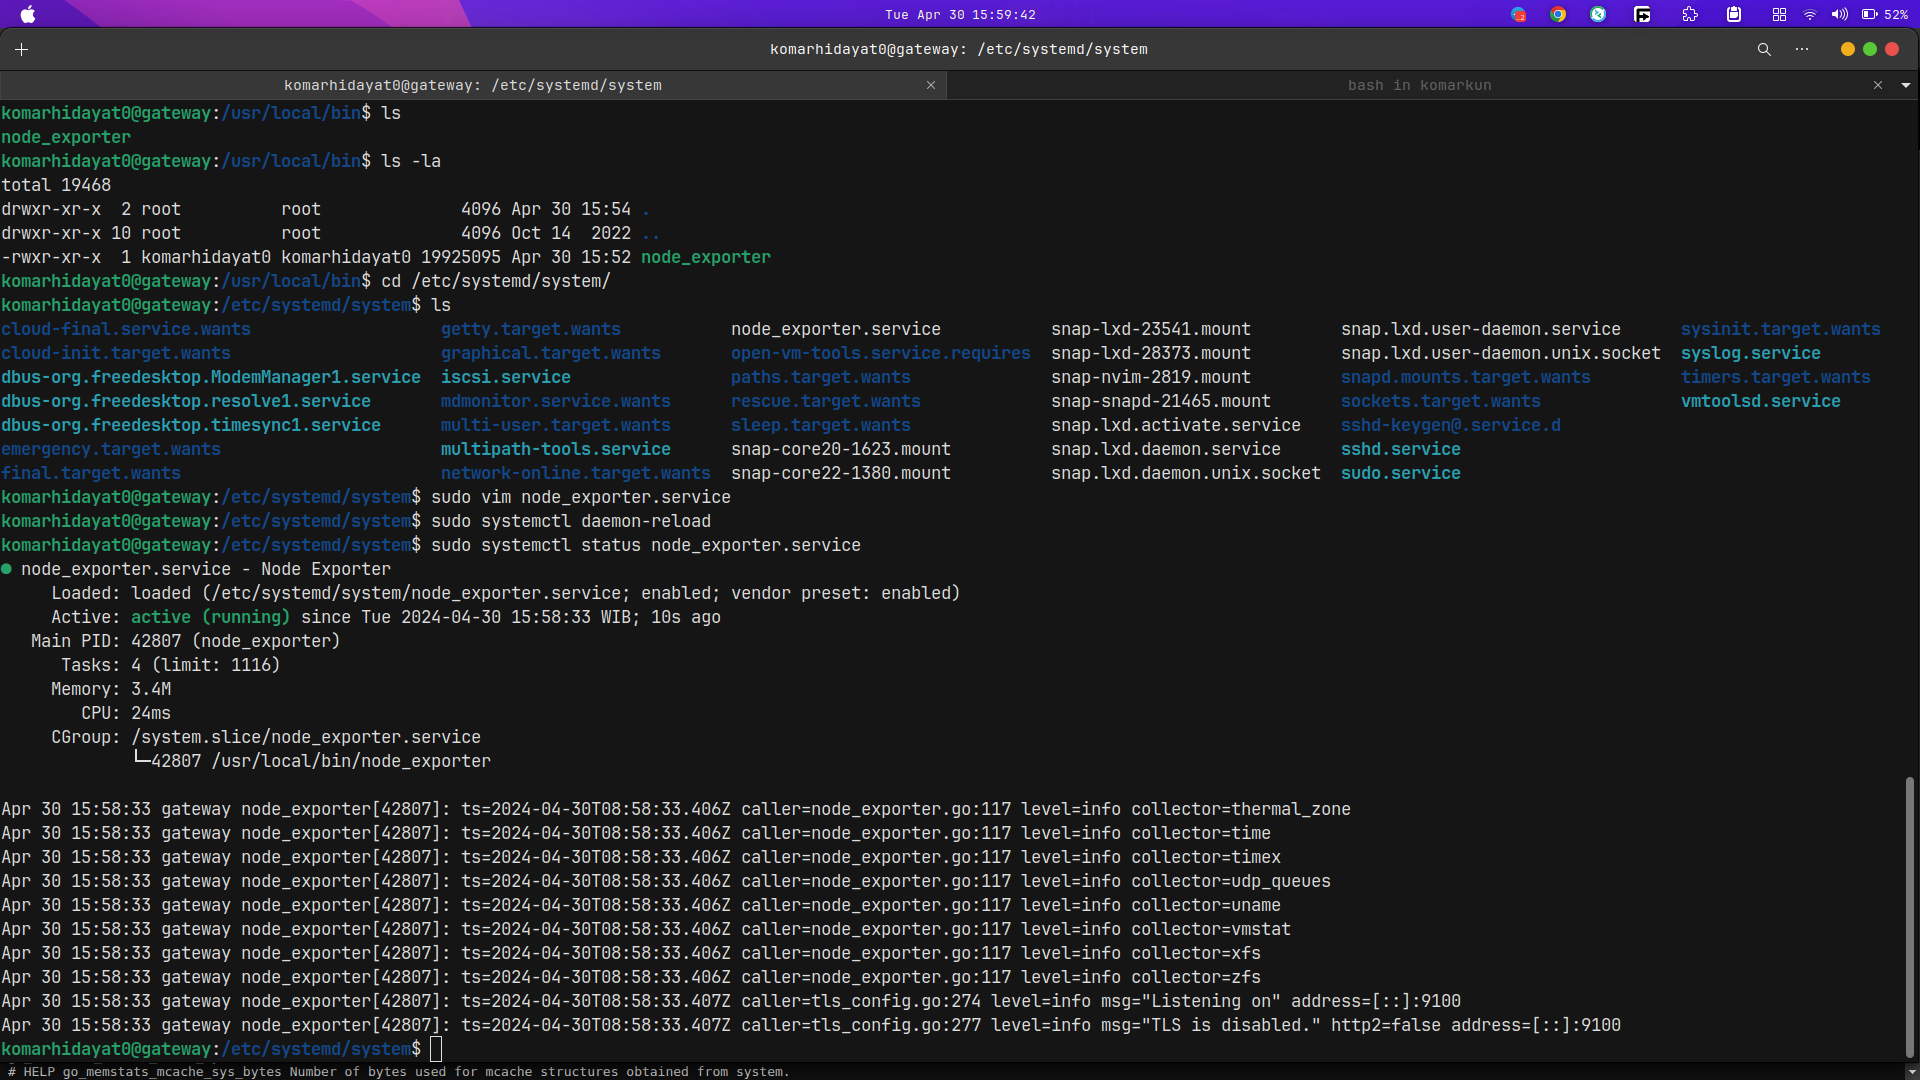 Tue Apr 30 15:59:42
52%
komarhidayat0@gateway: /etc/systemd/system
komarhidayat0@gateway: /etc/systemd/system
bash in komarkun
komarhidayat0@gateway:/usr/local/bin$ ls
node_exporter
komarhidayat0@gateway:/usr/local/bin$ ls -la
total 19468
drwxr-xr-x  2 root          root              4096 Apr 30 15:54 .
drwxr-xr-x 10 root          root              4096 Oct 14  2022 ..
-rwxr-xr-x  1 komarhidayat0 komarhidayat0 19925095 Apr 30 15:52 node_exporter
komarhidayat0@gateway:/usr/local/bin$ cd /etc/systemd/system/
komarhidayat0@gateway:/etc/systemd/system$ ls
cloud-final.service.wants                   getty.target.wants           node_exporter.service          snap-lxd-23541.mount         snap.lxd.user-daemon.service      sysinit.target.wants
cloud-init.target.wants                     graphical.target.wants       open-vm-tools.service.requires  snap-lxd-28373.mount         snap.lxd.user-daemon.unix.socket  syslog.service
dbus-org.freedesktop.ModemManager1.service  iscsi.service                paths.target.wants             snap-nvim-2819.mount         snapd.mounts.target.wants         timers.target.wants
dbus-org.freedesktop.resolve1.service       mdmonitor.service.wants      rescue.target.wants            snap-snapd-21465.mount       sockets.target.wants              vmtoolsd.service
dbus-org.freedesktop.timesync1.service      multi-user.target.wants      sleep.target.wants             snap.lxd.activate.service    sshd-keygen@.service.d
emergency.target.wants                      multipath-tools.service      snap-core20-1623.mount         snap.lxd.daemon.service      sshd.service
final.target.wants                          network-online.target.wants  snap-core22-1380.mount         snap.lxd.daemon.unix.socket  sudo.service
komarhidayat0@gateway:/etc/systemd/system$ sudo vim node_exporter.service
komarhidayat0@gateway:/etc/systemd/system$ sudo systemctl daemon-reload
komarhidayat0@gateway:/etc/systemd/system$ sudo systemctl status node_exporter.service
● node_exporter.service - Node Exporter
     Loaded: loaded (/etc/systemd/system/node_exporter.service; enabled; vendor preset: enabled)
     Active: active (running) since Tue 2024-04-30 15:58:33 WIB; 10s ago
   Main PID: 42807 (node_exporter)
      Tasks: 4 (limit: 1116)
     Memory: 3.4M
        CPU: 24ms
     CGroup: /system.slice/node_exporter.service
             └─42807 /usr/local/bin/node_exporter
Apr 30 15:58:33 gateway node_exporter[42807]: ts=2024-04-30T08:58:33.406Z caller=node_exporter.go:117 level=info collector=thermal_zone
Apr 30 15:58:33 gateway node_exporter[42807]: ts=2024-04-30T08:58:33.406Z caller=node_exporter.go:117 level=info collector=time
Apr 30 15:58:33 gateway node_exporter[42807]: ts=2024-04-30T08:58:33.406Z caller=node_exporter.go:117 level=info collector=timex
Apr 30 15:58:33 gateway node_exporter[42807]: ts=2024-04-30T08:58:33.406Z caller=node_exporter.go:117 level=info collector=udp_queues
Apr 30 15:58:33 gateway node_exporter[42807]: ts=2024-04-30T08:58:33.406Z caller=node_exporter.go:117 level=info collector=uname
Apr 30 15:58:33 gateway node_exporter[42807]: ts=2024-04-30T08:58:33.406Z caller=node_exporter.go:117 level=info collector=vmstat
Apr 30 15:58:33 gateway node_exporter[42807]: ts=2024-04-30T08:58:33.406Z caller=node_exporter.go:117 level=info collector=xfs
Apr 30 15:58:33 gateway node_exporter[42807]: ts=2024-04-30T08:58:33.406Z caller=node_exporter.go:117 level=info collector=zfs
Apr 30 15:58:33 gateway node_exporter[42807]: ts=2024-04-30T08:58:33.407Z caller=tls_config.go:274 level=info msg="Listening on" address=[::]:9100
Apr 30 15:58:33 gateway node_exporter[42807]: ts=2024-04-30T08:58:33.407Z caller=tls_config.go:277 level=info msg="TLS is disabled." http2=false address=[::]:9100
komarhidayat0@gateway:/etc/systemd/system$
# HELP go_memstats_mcache_sys_bytes Number of bytes used for mcache structures obtained from system.